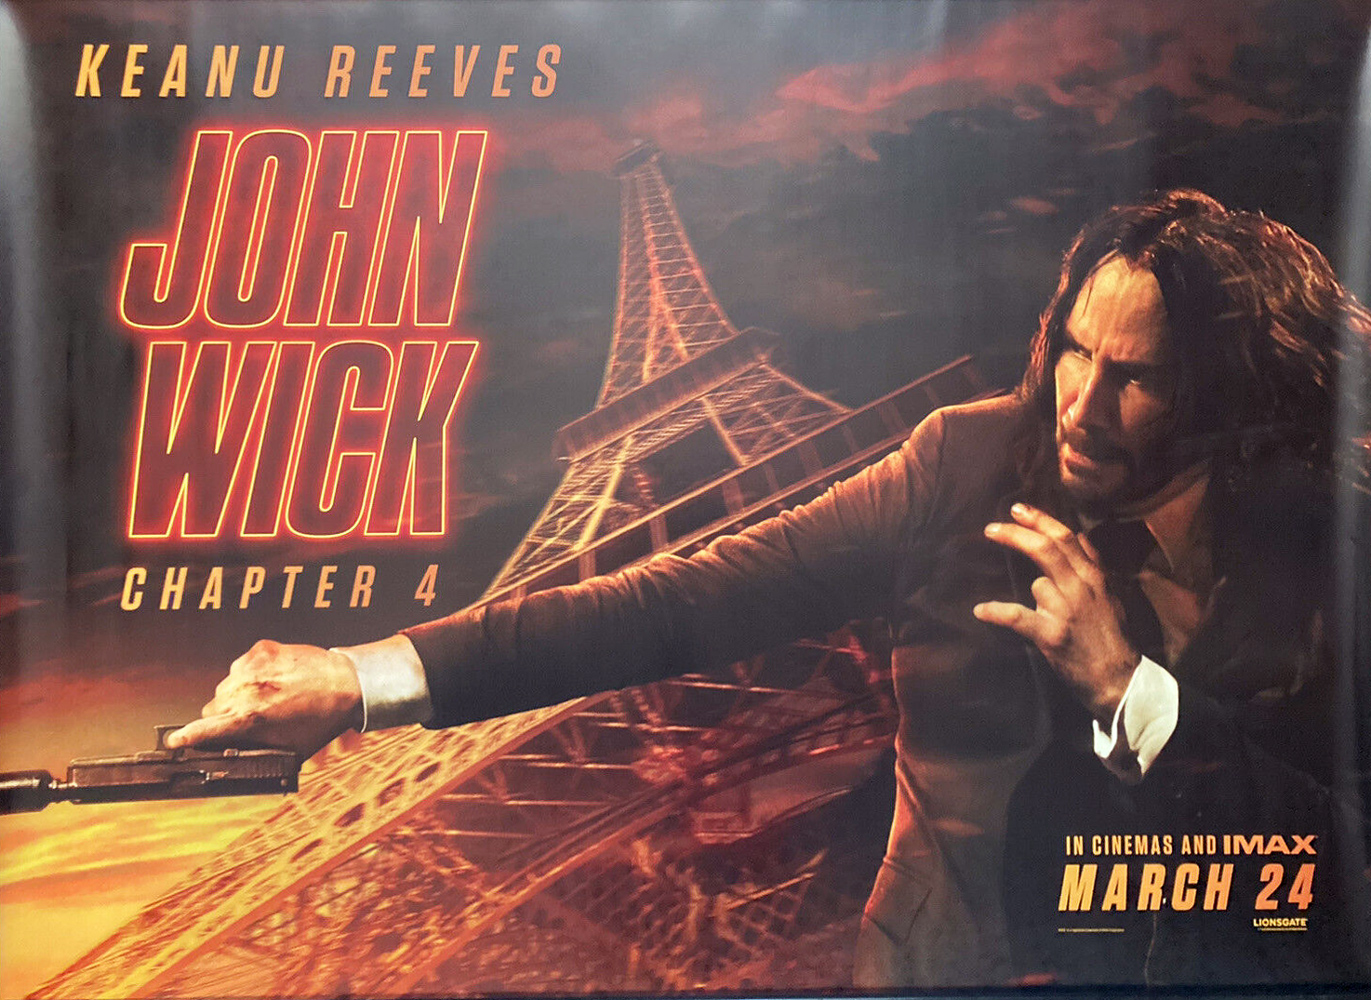 KEANU REEVES
JOHN
WICK
CHAPTER 4
IN CINEMAS AND IMAX
MARCH 24
LIONSGATE